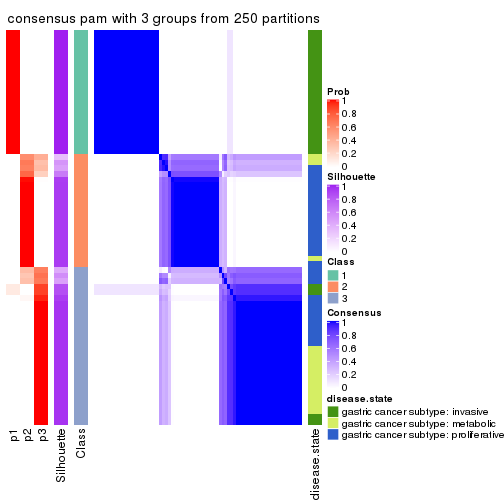 consensus pam with 3 groups from 250 partitions
Prob
1
0.8
0.6
0.4
0.2
0
Silhouette
1
0.8
0.6
0.4
0.2
0
Class
1
2
3
Consensus
1
0.8
0.6
0.4
0.2
0
disease.state
gastric cancer subtype: invasive
gastric cancer subtype: metabolic
gastric cancer subtype: proliferative
p1
p2
p3
Silhouette
Class
disease.state